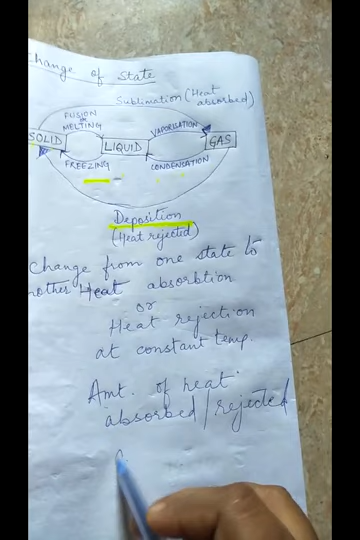 Change of State
Sublimation (Heat absorbed)
FUSION
or
MELTING
VAPORISATION
SOLID
LIQUID
GAS
FREEZING
CONDENSATION
Deposition
(Heat rejected)
Change from one state to
nother Heat absorbtion
or
Heat rejection
at constant temp.
Amt. of heat
absorbed/rejected